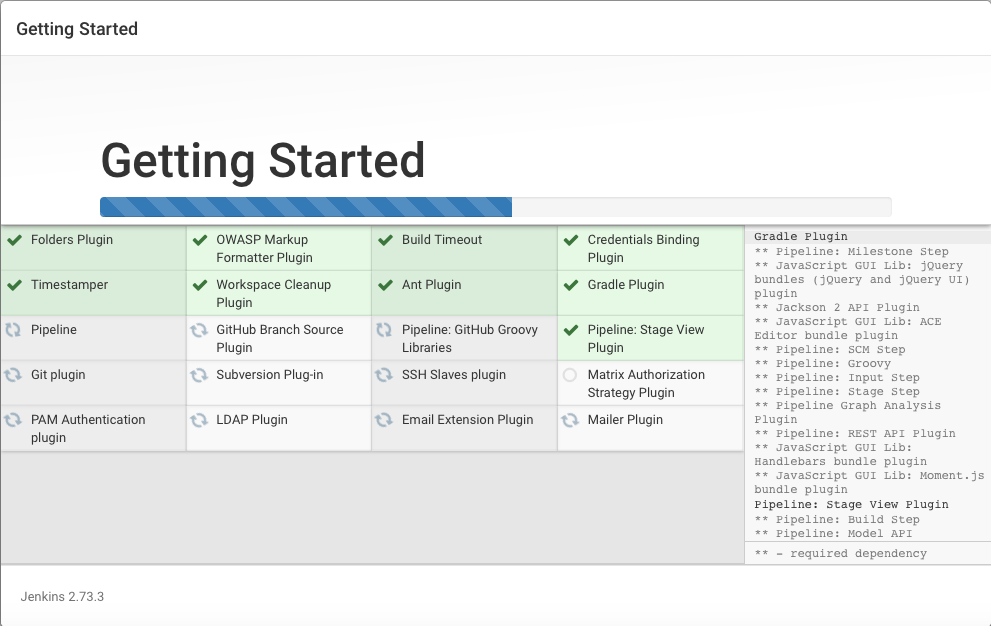 Getting Started
Getting Started
Folders Plugin
OWASP Markup
Formatter Plugin
Build Timeout
Credentials Binding
Plugin
Timestamper
Workspace Cleanup
Plugin
Ant Plugin
Gradle Plugin
Pipeline
GitHub Branch Source
Plugin
Pipeline: GitHub Groovy
Libraries
Pipeline: Stage View
Plugin
Git plugin
Subversion Plug-in
SSH Slaves plugin
Matrix Authorization
Strategy Plugin
PAM Authentication
plugin
LDAP Plugin
Email Extension Plugin
Mailer Plugin
Gradle Plugin
** Pipeline: Milestone Step
** JavaScript GUI Lib: jQuery
bundles (jQuery and jQuery UI)
plugin
** Jackson 2 API Plugin
** JavaScript GUI Lib: ACE
Editor bundle plugin
** Pipeline: SCM Step
** Pipeline: Groovy
** Pipeline: Input Step
** Pipeline: Stage Step
** Pipeline Graph Analysis
Plugin
** Pipeline: REST API Plugin
** JavaScript GUI Lib:
Handlebars bundle plugin
** JavaScript GUI Lib: Moment.js
bundle plugin
Pipeline: Stage View Plugin
** Pipeline: Build Step
** Pipeline: Model API
** - required dependency
Jenkins 2.73.3